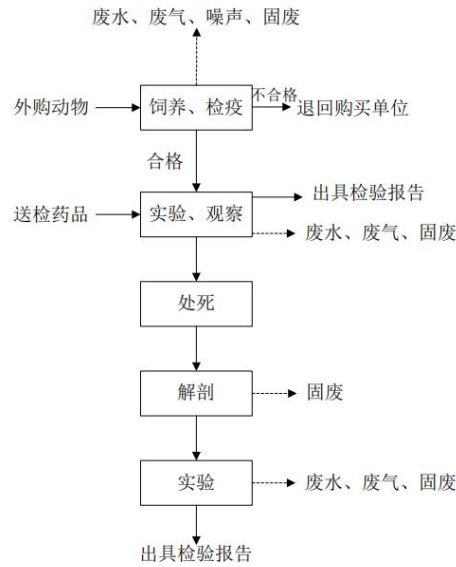 废水、废气、噪声、固废
外购动物
饲养、检疫
不合格
退回购买单位
合格
送检药品
实验、观察
出具检验报告
废水、废气、固废
处死
解剖
固废
实验
废水、废气、固废
出具检验报告